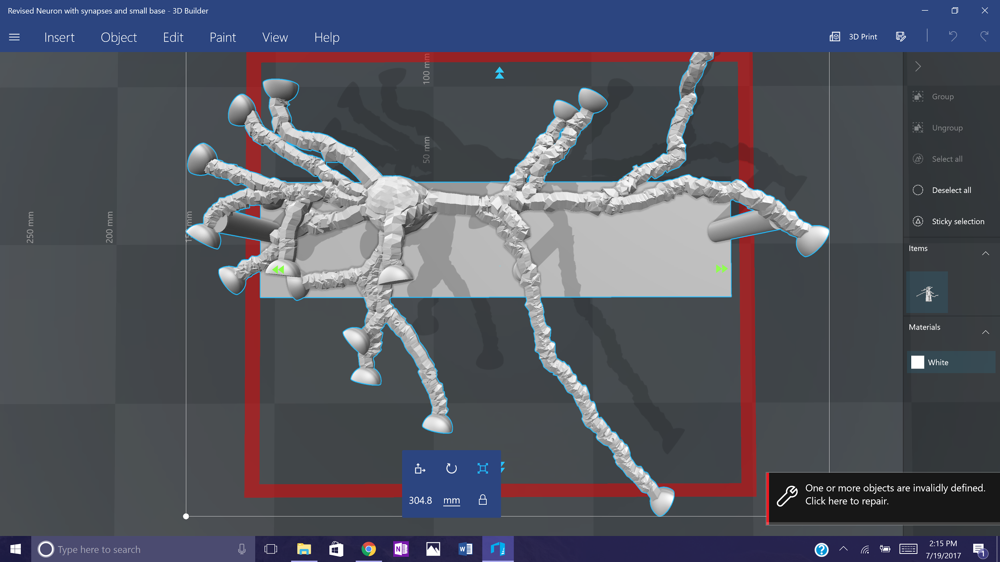 Revised Neuron with synapses and small base - 3D Builder
Insert
Object
Edit
Paint
View
Help
3D Print
100 mm
50 mm
250 mm
200 mm
mm
Group
Ungroup
Select all
Deselect all
Sticky selection
Items
Materials
White
304.8
mm
One or more objects are invalidly defined.
Click here to repair.
Type here to search
N
W
?
2:15 PM
7/19/2017
1